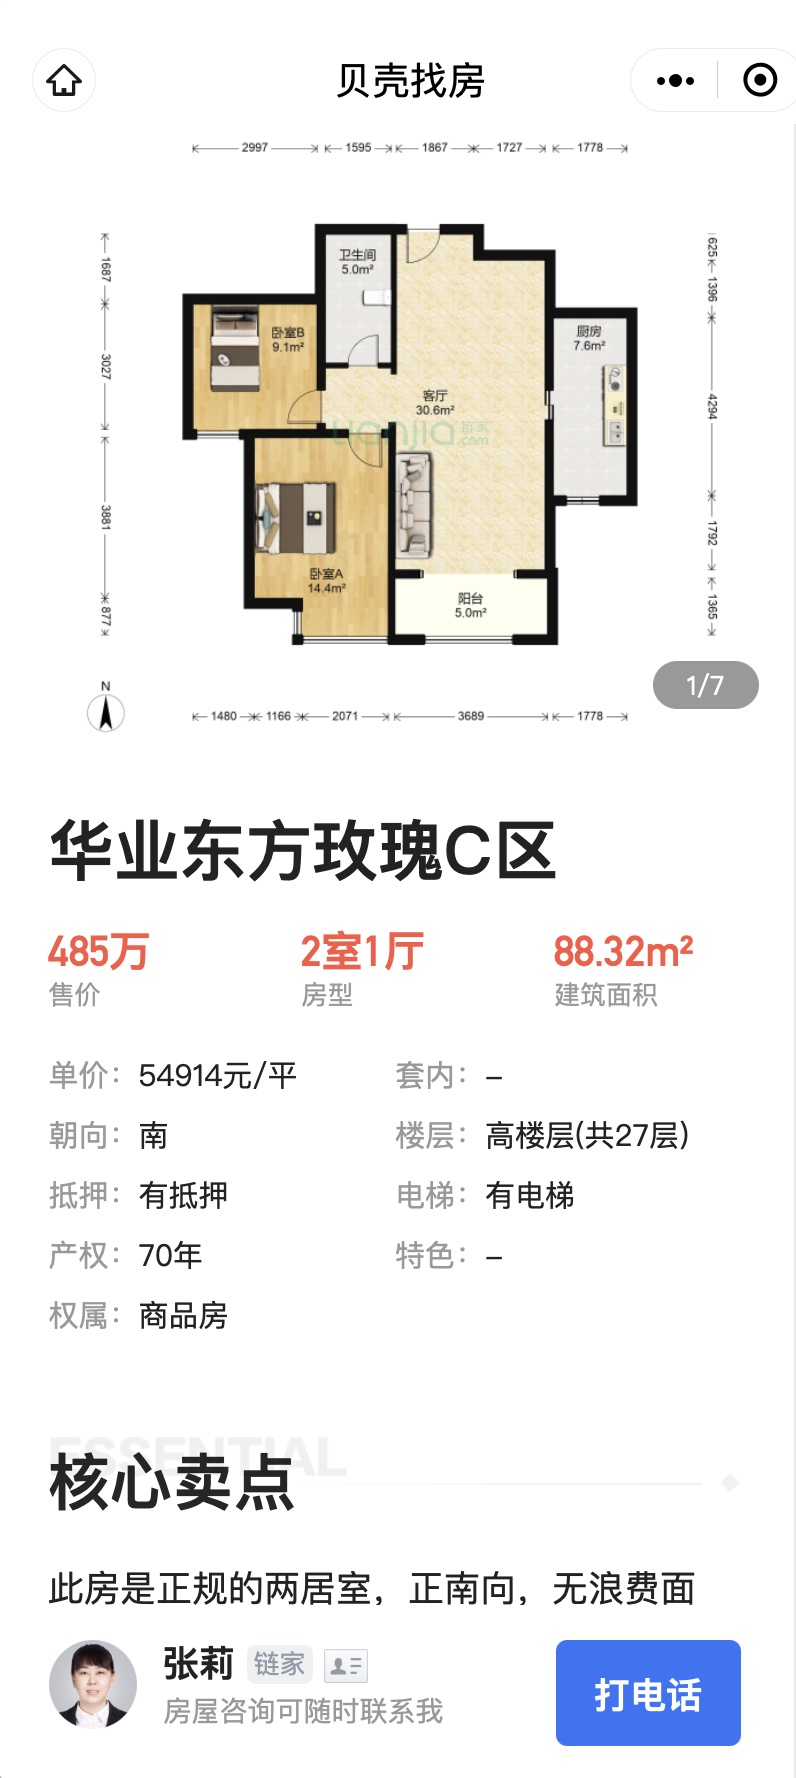 贝壳找房
2997 1595 1867 1727 1778
1687
3027
3881
877
625
1396
4294
1792
1365
卫生间
5.0m²
卧室B
9.1m²
厨房
7.6m²
客厅
30.6m²
lianjia.com
链家
卧室A
14.4m²
阳台
5.0m²
N
1480 1166 2071 3689 1778
1/7
华业东方玫瑰C区
485万 2室1厅 88.32m²
售价 房型 建筑面积
单价：54914元/平 套内：–
朝向：南 楼层：高楼层(共27层)
抵押：有抵押 电梯：有电梯
产权：70年 特色：–
权属：商品房
ESSENTIAL
核心卖点
此房是正规的两居室，正南向，无浪费面
张莉 链家
房屋咨询可随时联系我
打电话